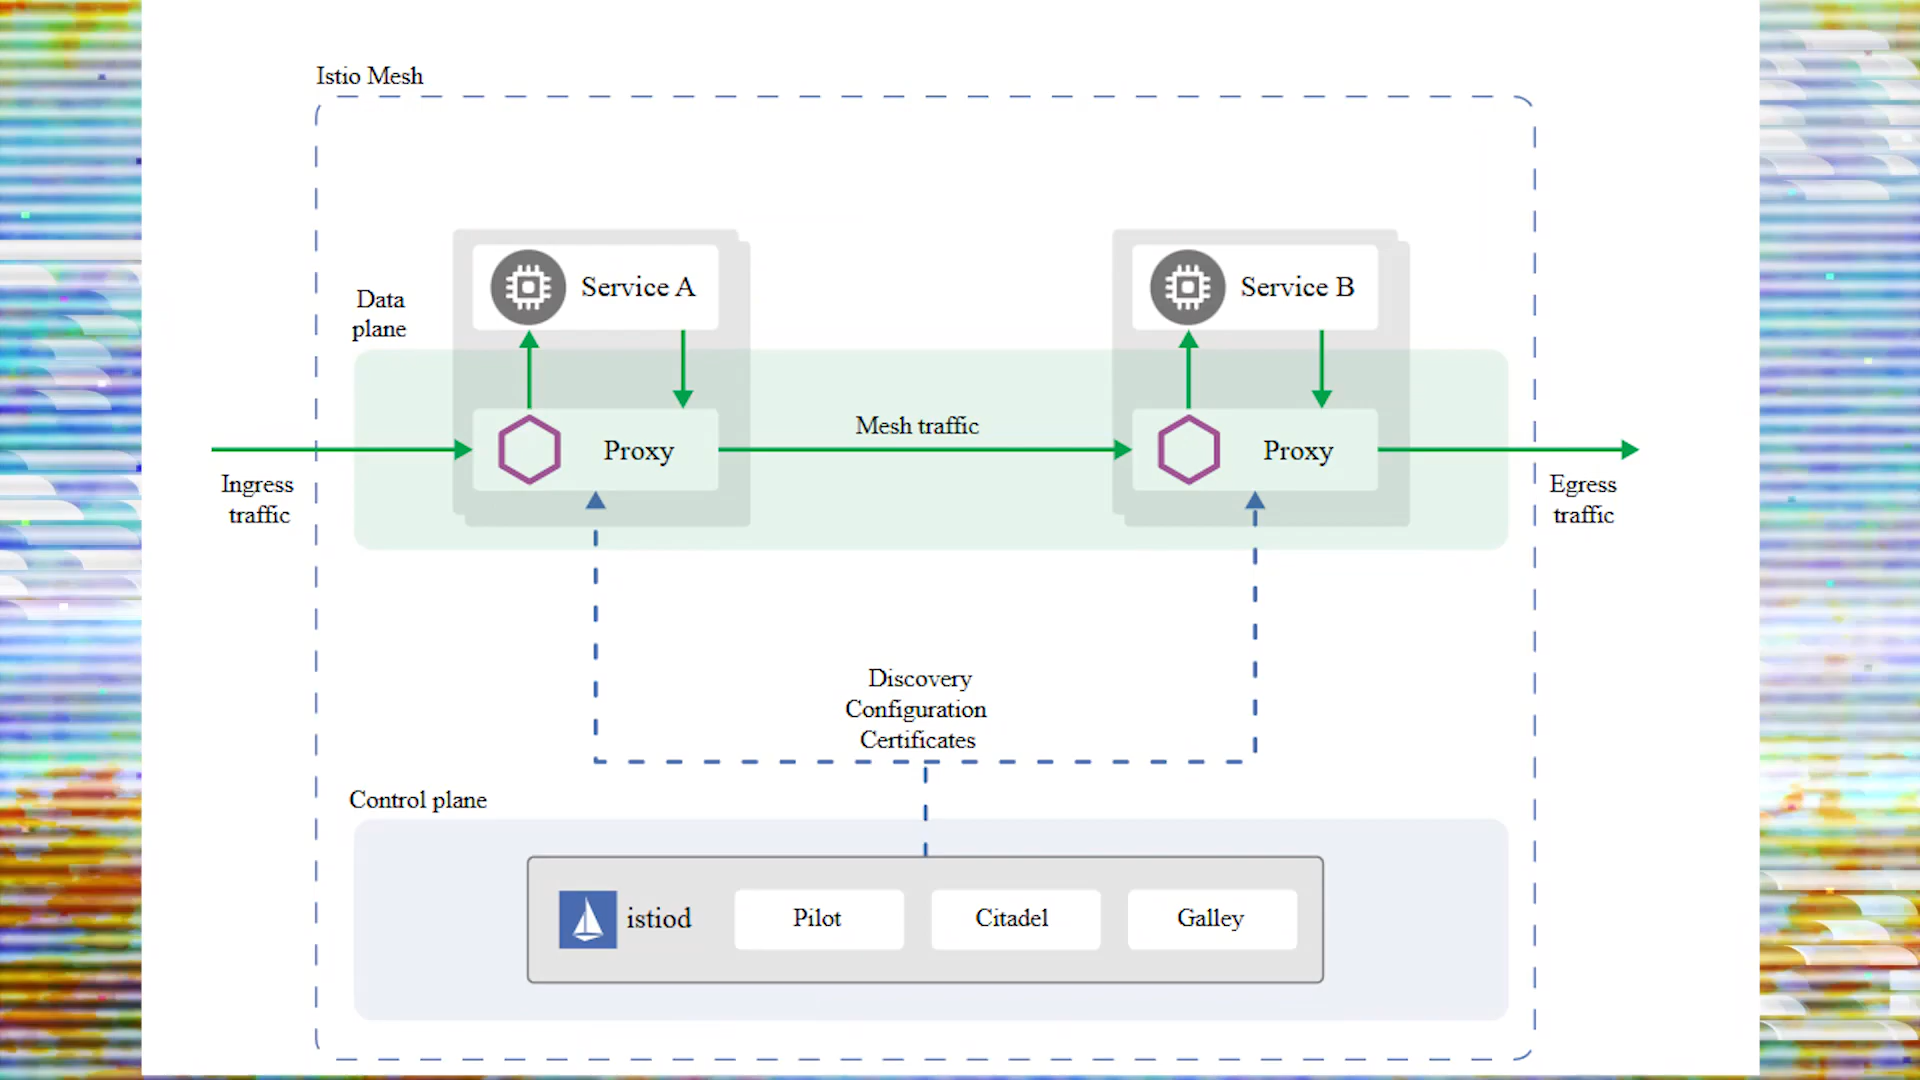 Istio Mesh
Service A
Service B
Data
plane
Mesh traffic
Proxy
Proxy
Ingress
traffic
Egress
traffic
Discovery
Configuration
Certificates
Control plane
istiod
Pilot
Citadel
Galley